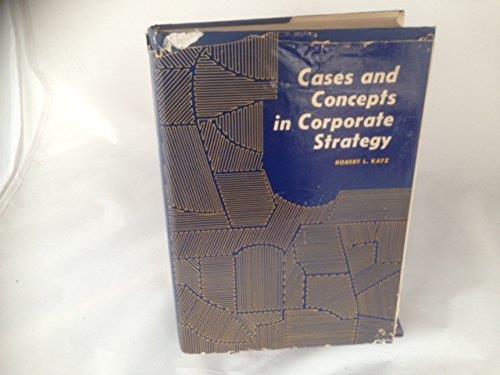 Cases and
Concepts
in Corporate
Strategy
ROBERT L. KATZ